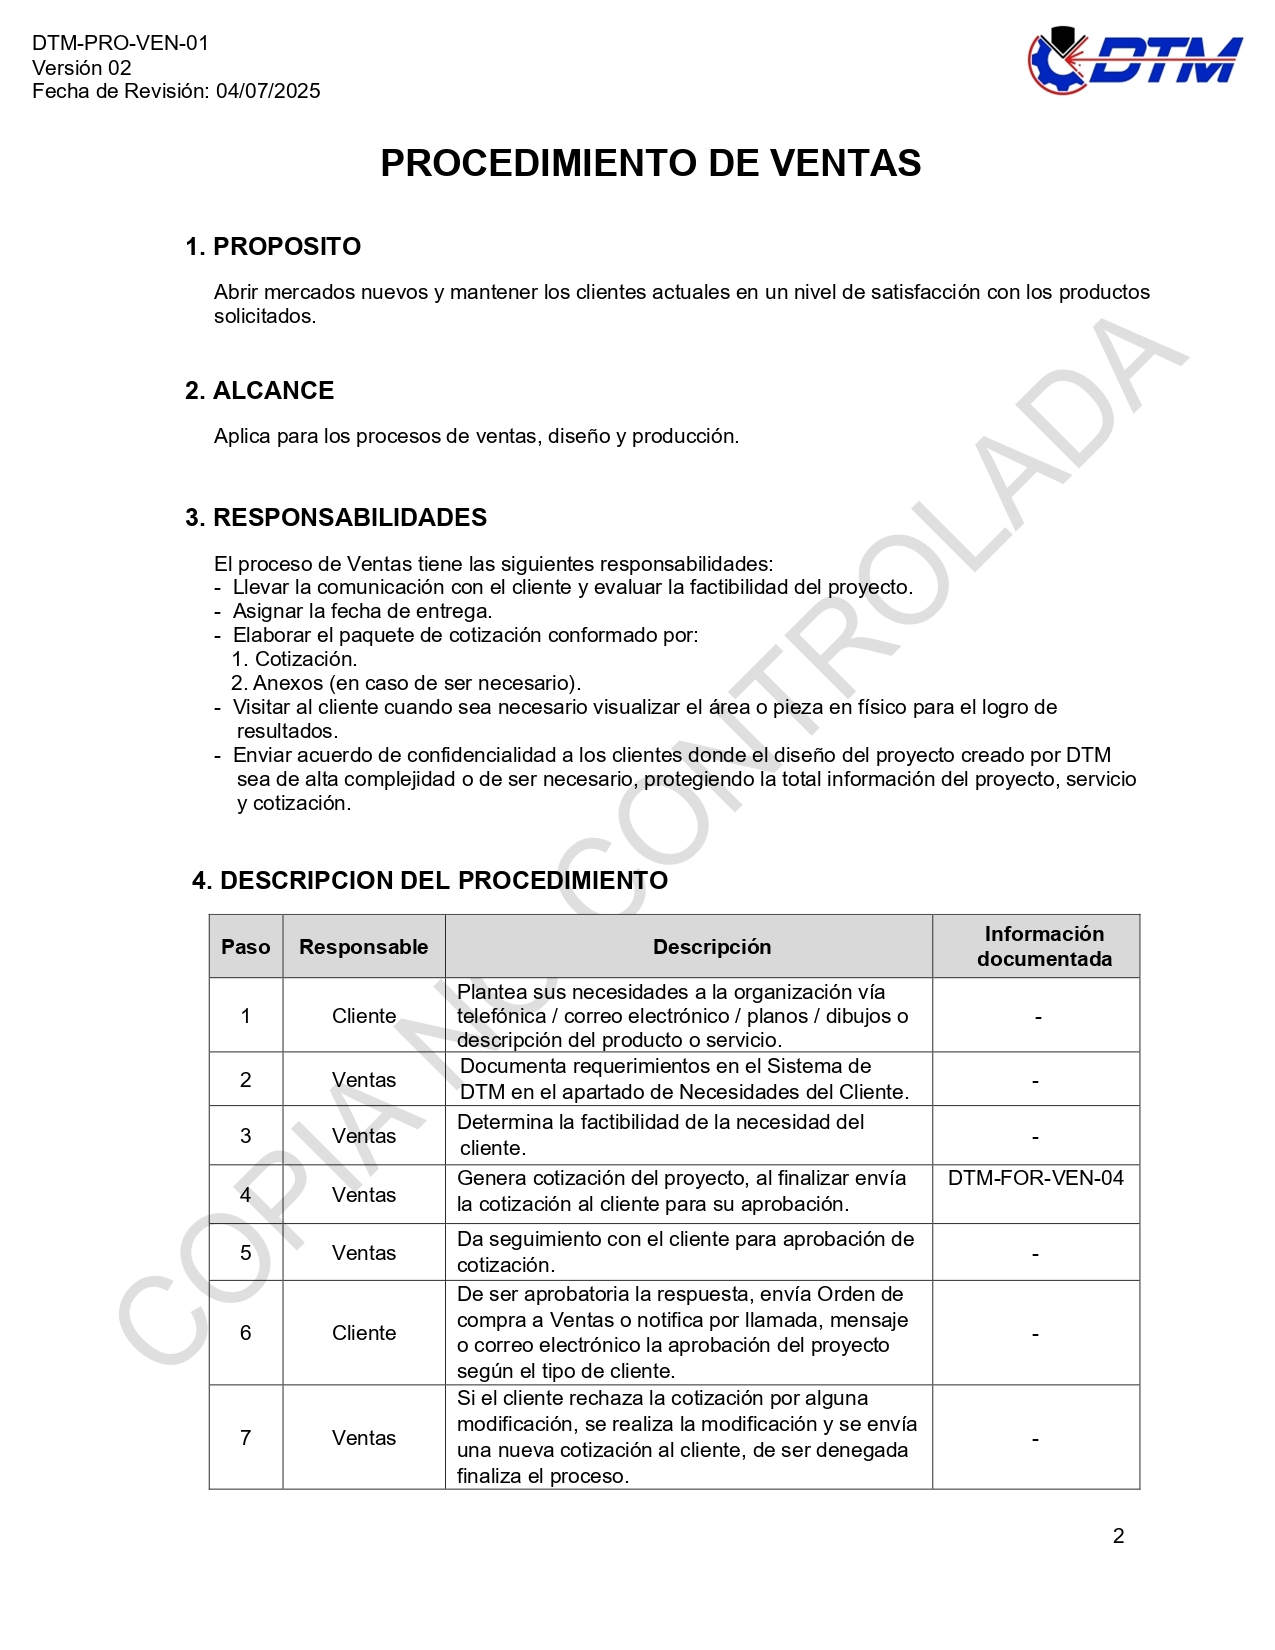 DTM-PRO-VEN-01
Versión 02
Fecha de Revisión: 04/07/2025
DTM
PROCEDIMIENTO DE VENTAS
1. PROPOSITO
Abrir mercados nuevos y mantener los clientes actuales en un nivel de satisfacción con los productos
solicitados.
2. ALCANCE
Aplica para los procesos de ventas, diseño y producción.
3. RESPONSABILIDADES
El proceso de Ventas tiene las siguientes responsabilidades:
- Llevar la comunicación con el cliente y evaluar la factibilidad del proyecto.
- Asignar la fecha de entrega.
- Elaborar el paquete de cotización conformado por:
1. Cotización.
2. Anexos (en caso de ser necesario).
- Visitar al cliente cuando sea necesario visualizar el área o pieza en físico para el logro de
resultados.
- Enviar acuerdo de confidencialidad a los clientes donde el diseño del proyecto creado por DTM
sea de alta complejidad o de ser necesario, protegiendo la total información del proyecto, servicio
y cotización.
4. DESCRIPCION DEL PROCEDIMIENTO
Paso Responsable Descripción Información
documentada
Plantea sus necesidades a la organización vía
1 Cliente telefónica / correo electrónico / planos / dibujos o -
descripción del producto o servicio.
Documenta requerimientos en el Sistema de
2 Ventas DTM en el apartado de Necesidades del Cliente. -
Determina la factibilidad de la necesidad del
3 Ventas cliente. -
Genera cotización del proyecto, al finalizar envía DTM-FOR-VEN-04
4 Ventas la cotización al cliente para su aprobación.
Da seguimiento con el cliente para aprobación de
5 Ventas cotización. -
De ser aprobatoria la respuesta, envía Orden de
compra a Ventas o notifica por llamada, mensaje
6 Cliente o correo electrónico la aprobación del proyecto -
según el tipo de cliente.
Si el cliente rechaza la cotización por alguna
modificación, se realiza la modificación y se envía
7 Ventas una nueva cotización al cliente, de ser denegada -
finaliza el proceso.
COPIA NO CONTROLADA
2